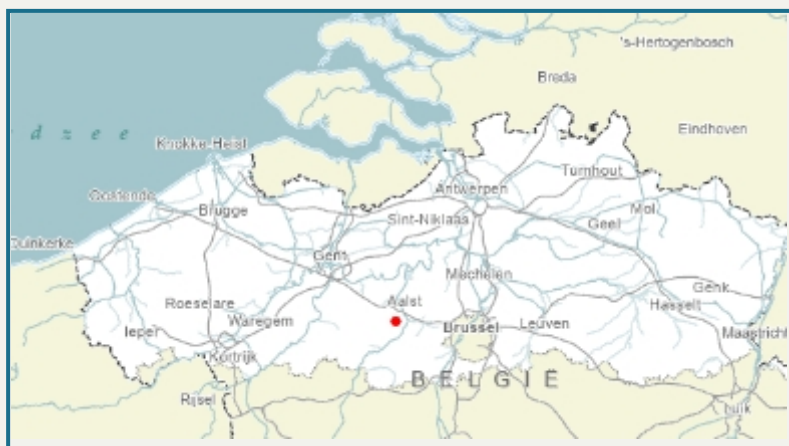 's-Hertogenbosch
Breda
d z e e
Eindhoven
Knokke-Heist
Turnhout
Antwerpen
Oostende
Brugge
Mol
Sint-Niklaas
Geel
Duinkerke
Gent
Mechelen
Genk
Roeselare
Aalst
Hasselt
Ieper
Waregem
Brussel
Leuven
Maastricht
Kortrijk
BELGIË
Rijsel
Luik